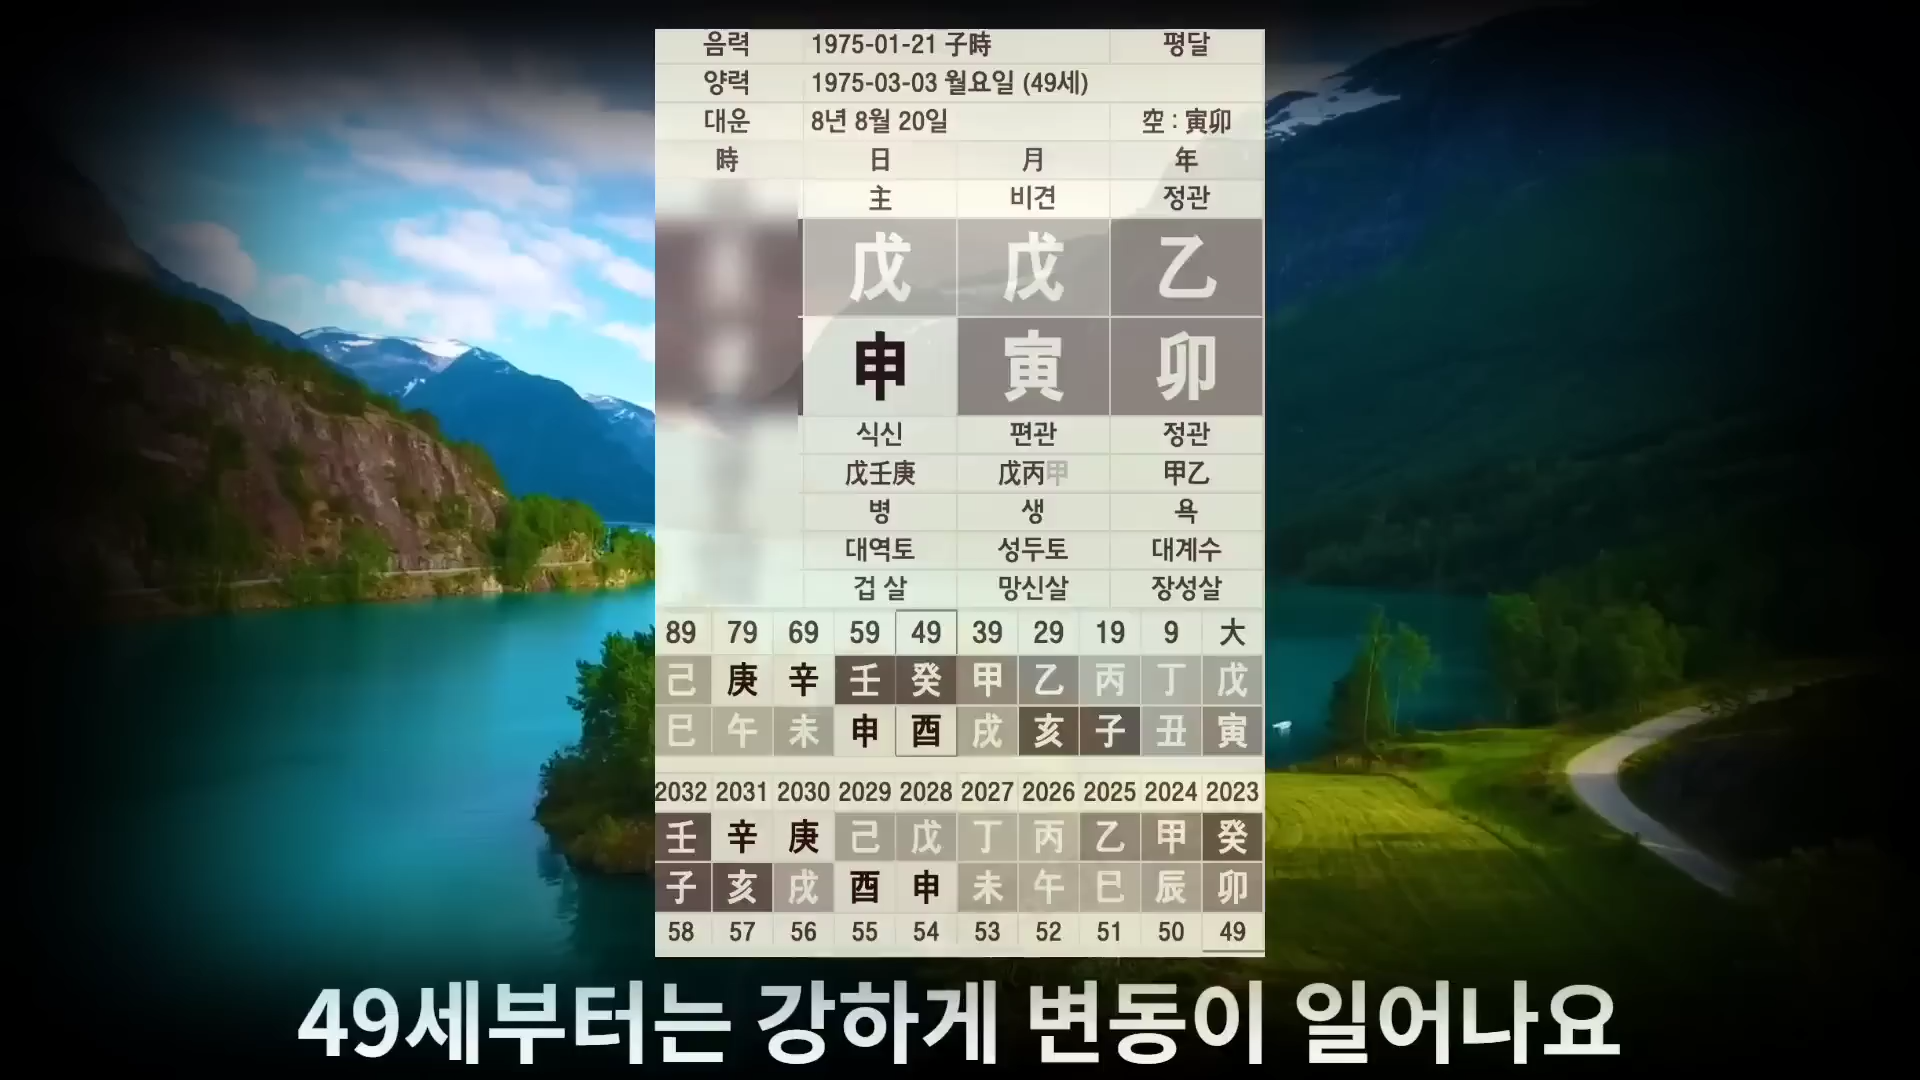 음력 1975-01-21 子時 평달
양력 1975-03-03 월요일 (49세)
대운 8년 8월 20일 空 : 寅卯
時 日 月 年
主 비견 정관
戊 戊 乙
申 寅 卯
식신 편관 정관
戊壬庚 戊丙甲 甲乙
병 생 욕
대역토 성두토 대계수
겁 살 망신살 장성살
89 79 69 59 49 39 29 19 9 大
己 庚 辛 壬 癸 甲 乙 丙 丁 戊
巳 午 未 申 酉 戌 亥 子 丑 寅
2032 2031 2030 2029 2028 2027 2026 2025 2024 2023
壬 辛 庚 己 戊 丁 丙 乙 甲 癸
子 亥 戌 酉 申 未 午 巳 辰 卯
58 57 56 55 54 53 52 51 50 49
49세부터는 강하게 변동이 일어나요